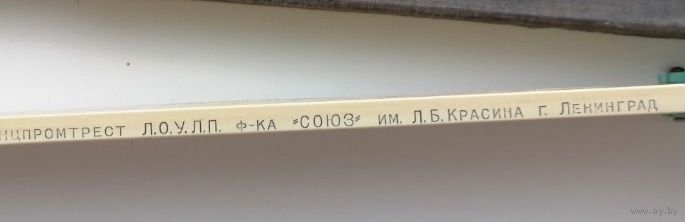 НЦПРОМТРЕСТ Л.О.У.Л.П. Ф-КА "СОЮЗ" ИМ. Л.Б.КРАСИНА Г. ЛЕНИНГРАД
www.ay.by